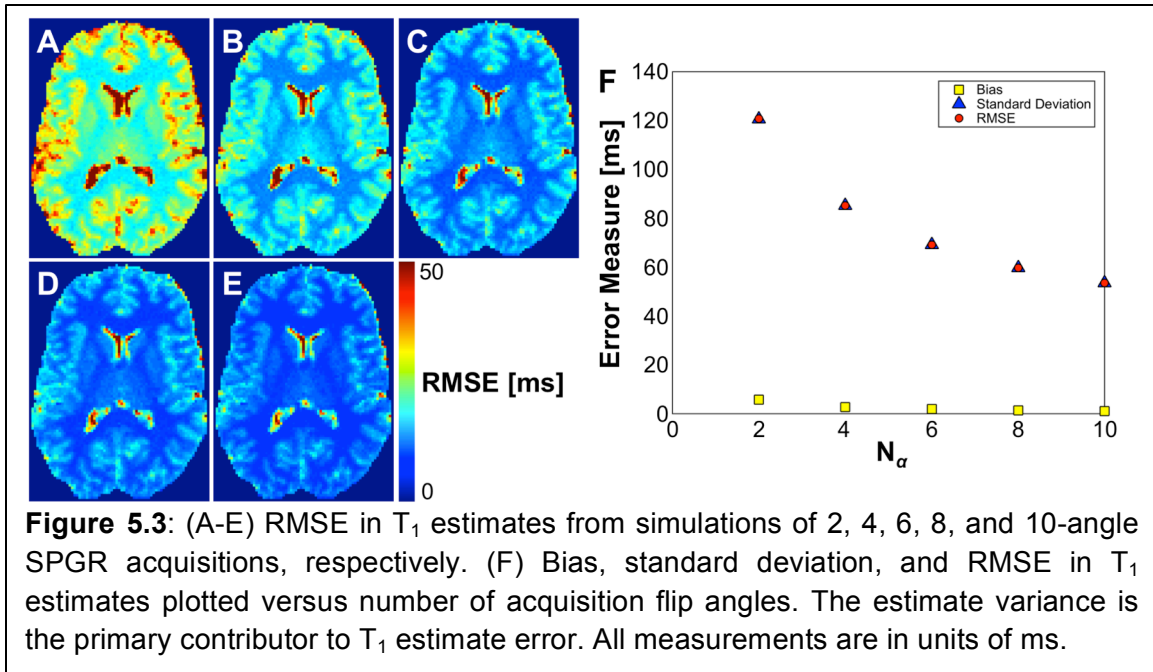 A B C
D E
50
RMSE [ms]
0
F
140
120
100
80
60
40
20
0
Error Measure [ms]
0 2 4 6 8 10
Nα
Bias
Standard Deviation
RMSE
Figure 5.3: (A-E) RMSE in T1 estimates from simulations of 2, 4, 6, 8, and 10-angle
SPGR acquisitions, respectively. (F) Bias, standard deviation, and RMSE in T1
estimates plotted versus number of acquisition flip angles. The estimate variance is
the primary contributor to T1 estimate error. All measurements are in units of ms.